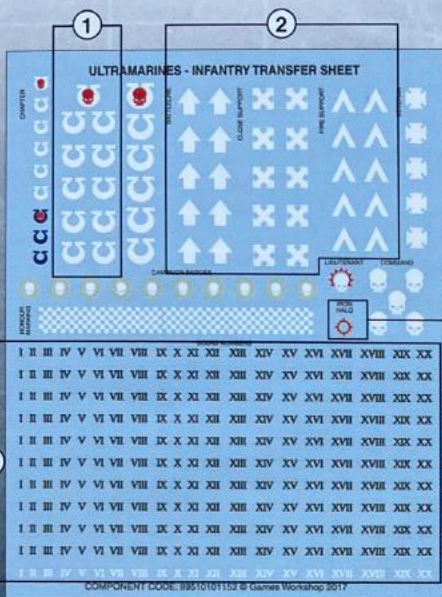 1
2
ULTRAMARINES - INFANTRY TRANSFER SHEET
CHAPTER
BATTLELINE
CLOSE SUPPORT
FIRE SUPPORT
VETERAN
CAMPAIGN BADGES
LIEUTENANT
COMMAND
HONOUR MARKING
IRON HALO
SQUAD NUMBERS
I II III IV V VI VII VIII IX X XI XII XIII XIV XV XVI XVII XVIII XIX XX
I II III IV V VI VII VIII IX X XI XII XIII XIV XV XVI XVII XVIII XIX XX
I II III IV V VI VII VIII IX X XI XII XIII XIV XV XVI XVII XVIII XIX XX
I II III IV V VI VII VIII IX X XI XII XIII XIV XV XVI XVII XVIII XIX XX
I II III IV V VI VII VIII IX X XI XII XIII XIV XV XVI XVII XVIII XIX XX
I II III IV V VI VII VIII IX X XI XII XIII XIV XV XVI XVII XVIII XIX XX
I II III IV V VI VII VIII IX X XI XII XIII XIV XV XVI XVII XVIII XIX XX
I II III IV V VI VII VIII IX X XI XII XIII XIV XV XVI XVII XVIII XIX XX
I II III IV V VI VII VIII IX X XI XII XIII XIV XV XVI XVII XVIII XIX XX
I II III IV V VI VII VIII IX X XI XII XIII XIV XV XVI XVII XVIII XIX XX
COMPONENT CODE: 99510101152 © Games Workshop 2017